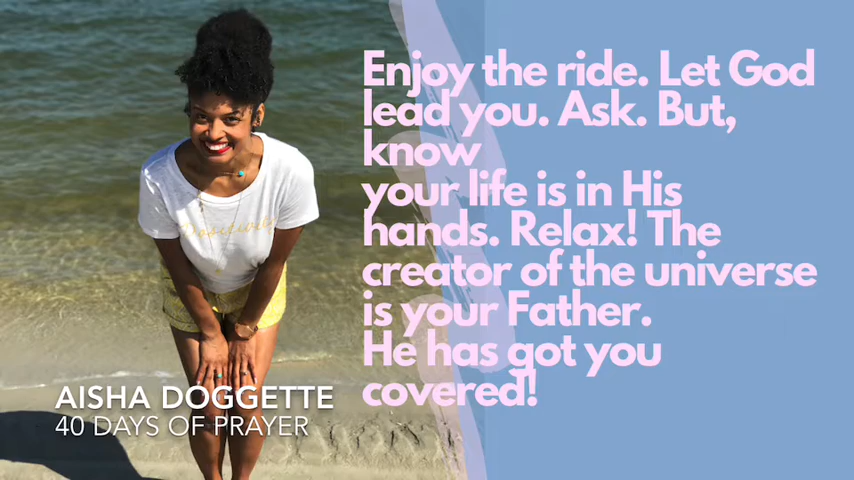 Enjoy the ride. Let God
lead you. Ask. But,
know
your life is in His
hands. Relax! The
creator of the universe
is your Father.
He has got you
covered!
Positivity
AISHA DOGGETTE
40 DAYS OF PRAYER